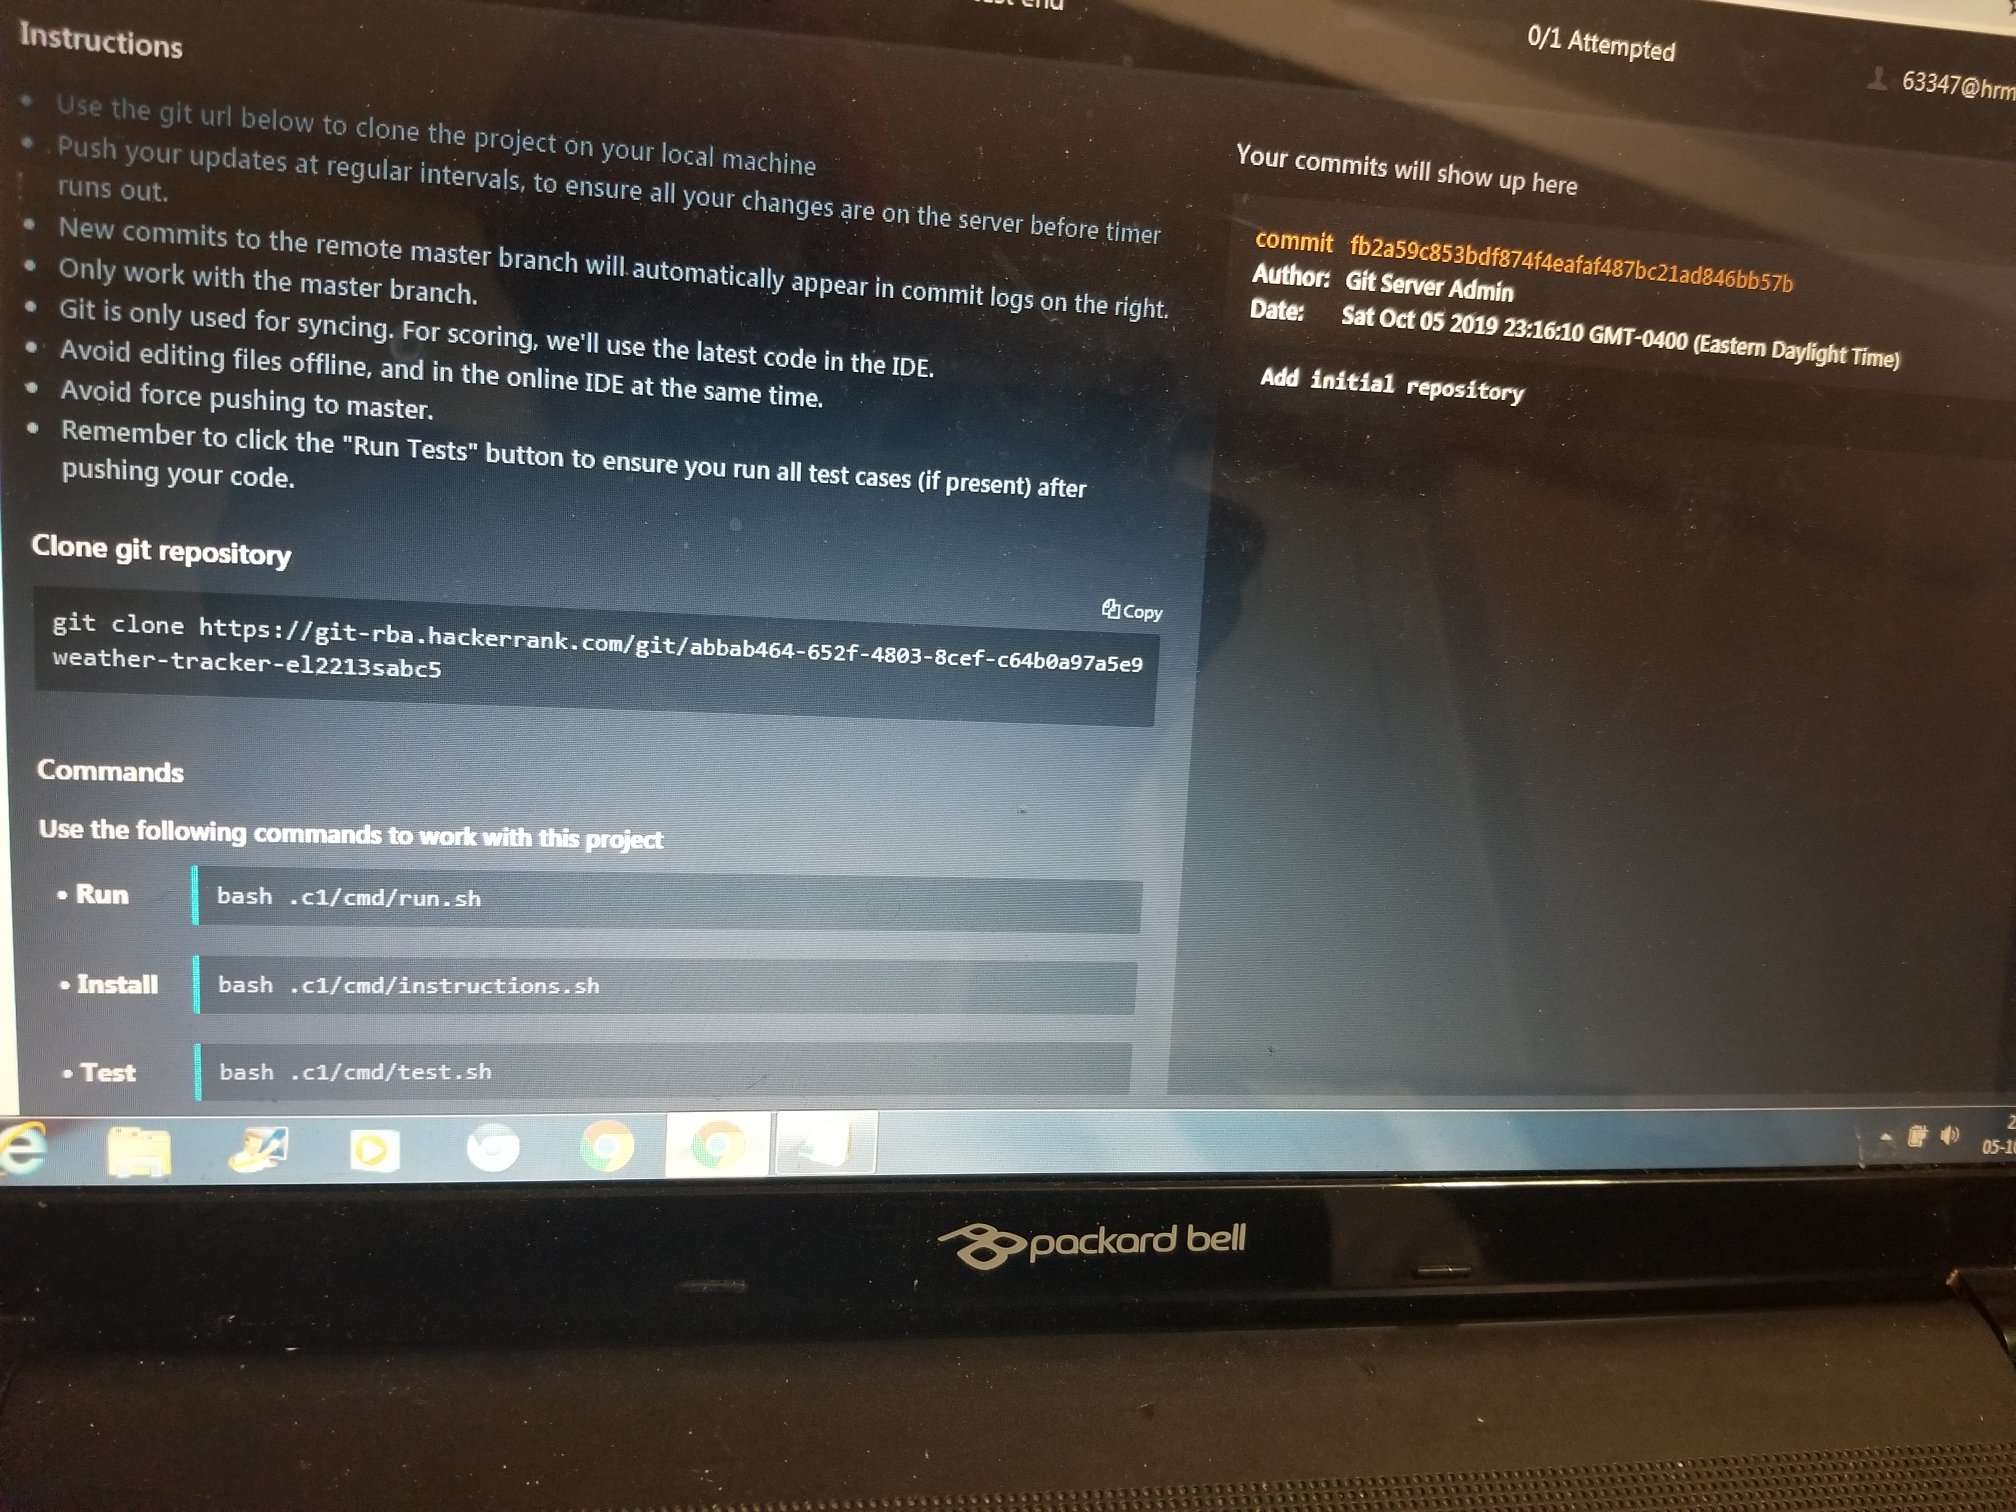 end
0/1 Attempted
63347@hrm
Instructions
• Use the git url below to clone the project on your local machine
• Push your updates at regular intervals, to ensure all your changes are on the server before timer
runs out.
• New commits to the remote master branch will automatically appear in commit logs on the right.
• Only work with the master branch.
• Git is only used for syncing. For scoring, we'll use the latest code in the IDE.
• Avoid editing files offline, and in the online IDE at the same time.
• Avoid force pushing to master.
• Remember to click the "Run Tests" button to ensure you run all test cases (if present) after
pushing your code.
Clone git repository
Copy
git clone https://git-rba.hackerrank.com/git/abbab464-652f-4803-8cef-c64b0a97a5e9
weather-tracker-el2213sabc5
Commands
Use the following commands to work with this project
• Run
bash .c1/cmd/run.sh
• Install
bash .c1/cmd/instructions.sh
• Test
bash .c1/cmd/test.sh
Your commits will show up here
commit fb2a59c853bdf874f4eafaf487bc21ad846bb57b
Author: Git Server Admin
Date: Sat Oct 05 2019 23:16:10 GMT-0400 (Eastern Daylight Time)
Add initial repository
05-10
packard bell